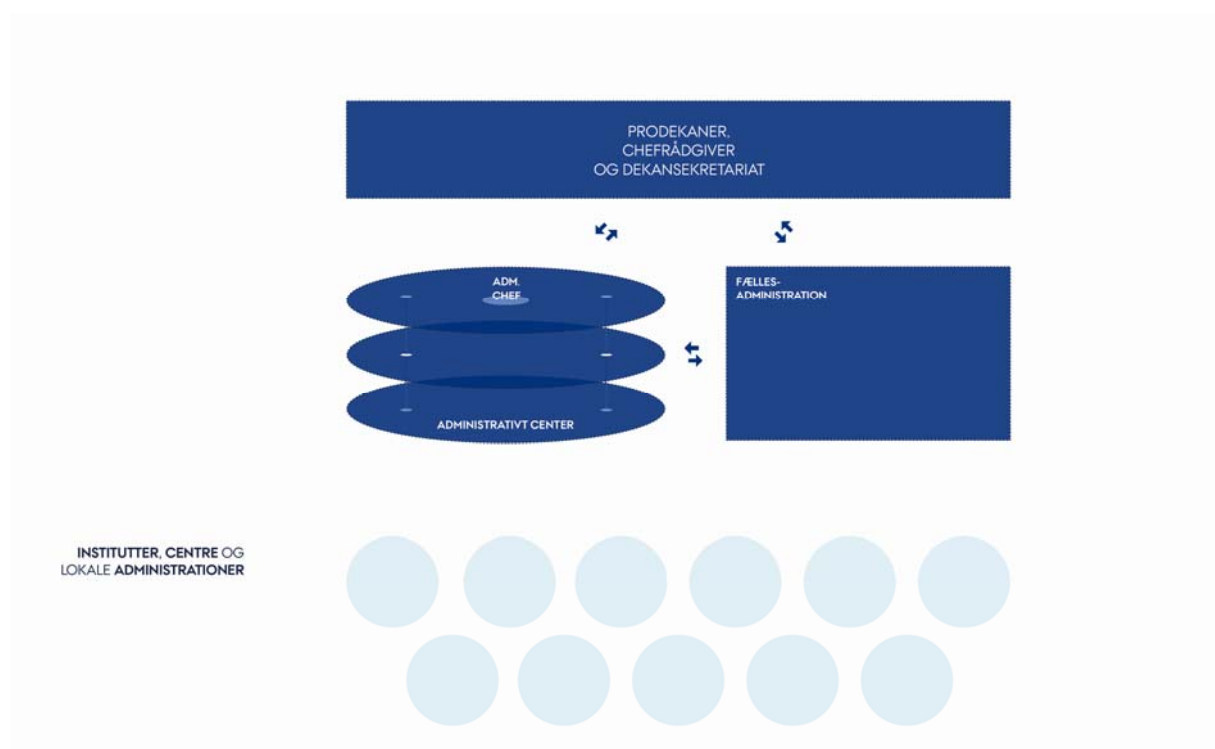 PRODEKANER,
CHEFRÅDGIVER
OG DEKANSEKRETARIAT
ADM.
CHEF
FÆLLES-
ADMINISTRATION
ADMINISTRATIVT CENTER
INSTITUTTER, CENTRE OG
LOKALE ADMINISTRATIONER